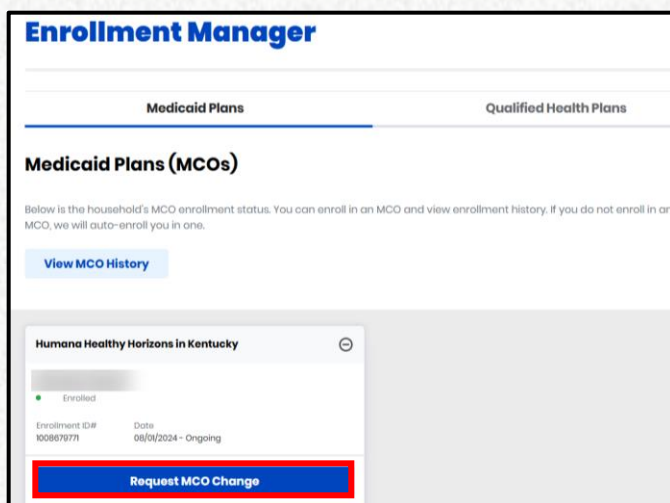 Enrollment Manager
Medicaid Plans
Qualified Health Plans
Medicaid Plans (MCOs)
Below is the household's MCO enrollment status. You can enroll in an MCO and view enrollment history. If you do not enroll in an
MCO, we will auto-enroll you in one.
View MCO History
Humana Healthy Horizons in Kentucky
Enrolled
Enrollment ID#
Date
1008679771
08/01/2024 - Ongoing
Request MCO Change